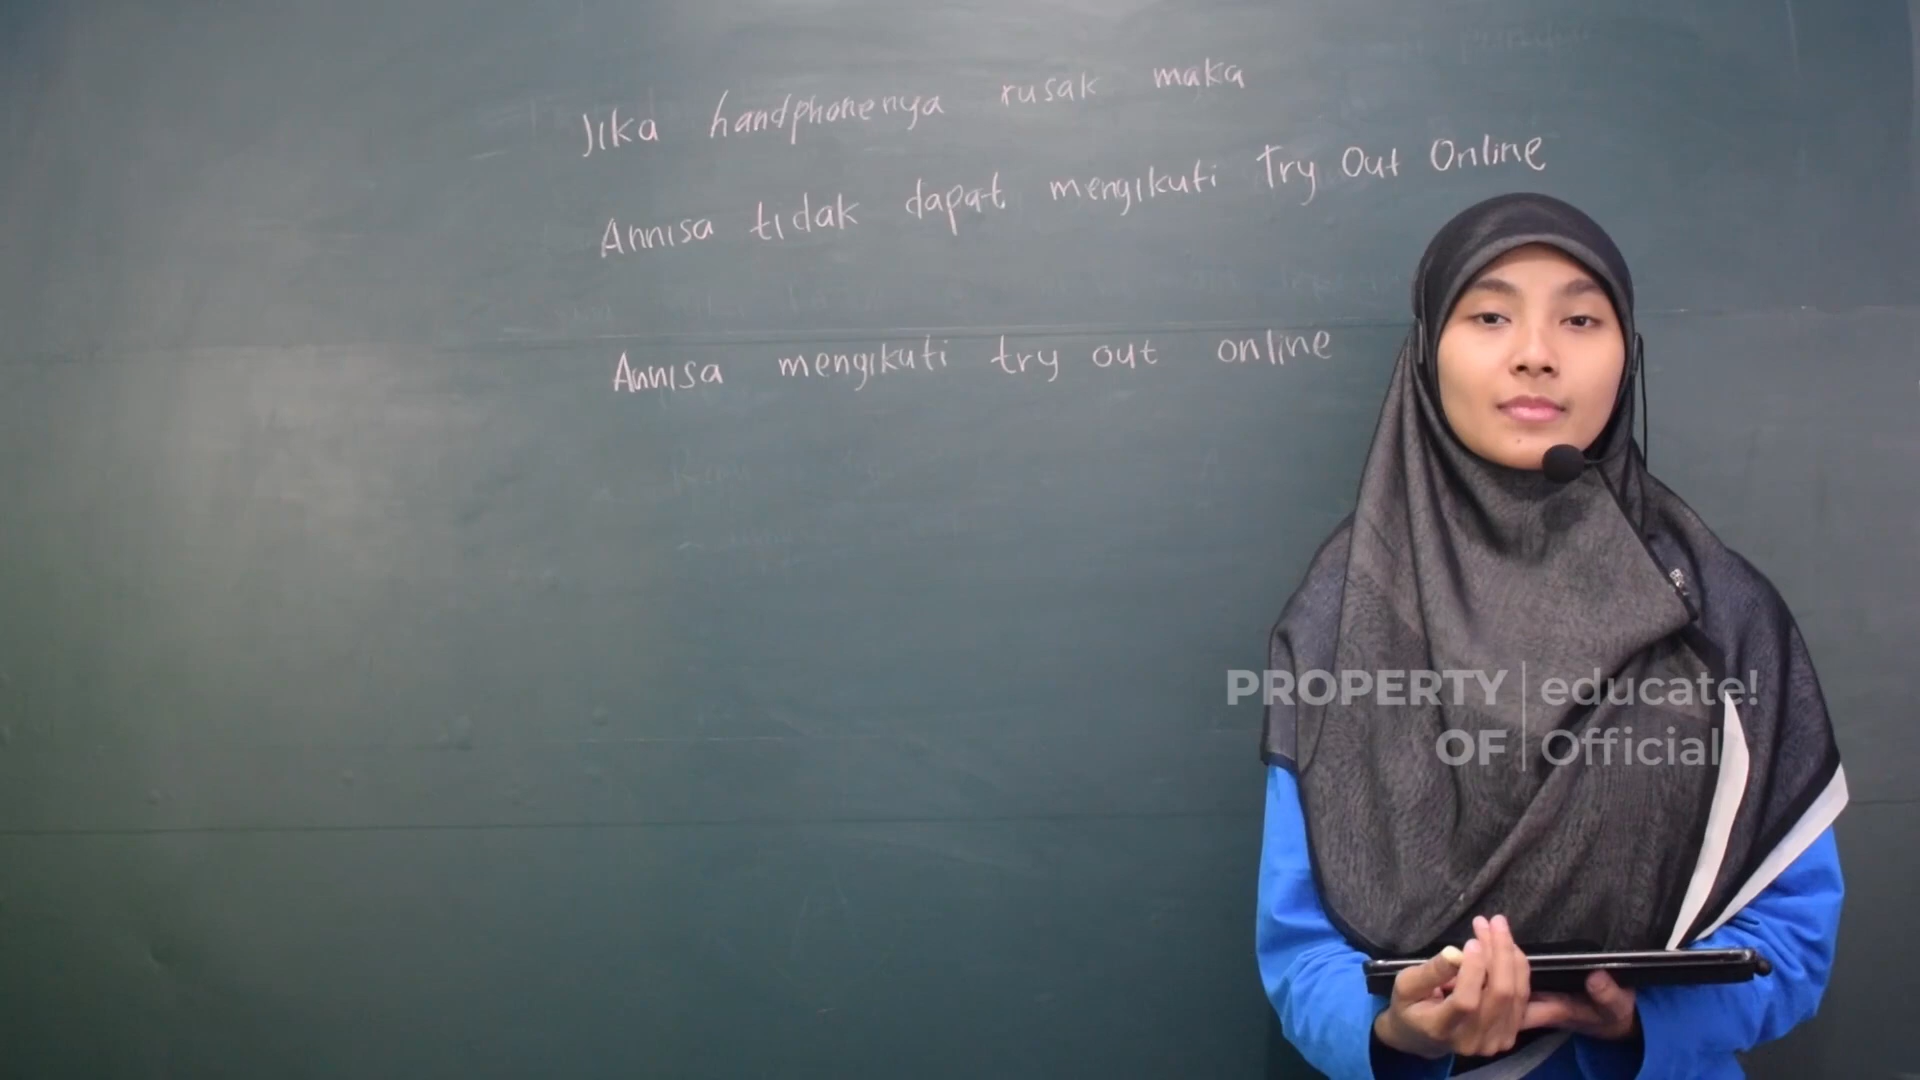 Jika handphonenya rusak maka
Annisa tidak dapat mengikuti Try Out Online
Annisa mengikuti try out online
PROPERTY OF
educate! Official